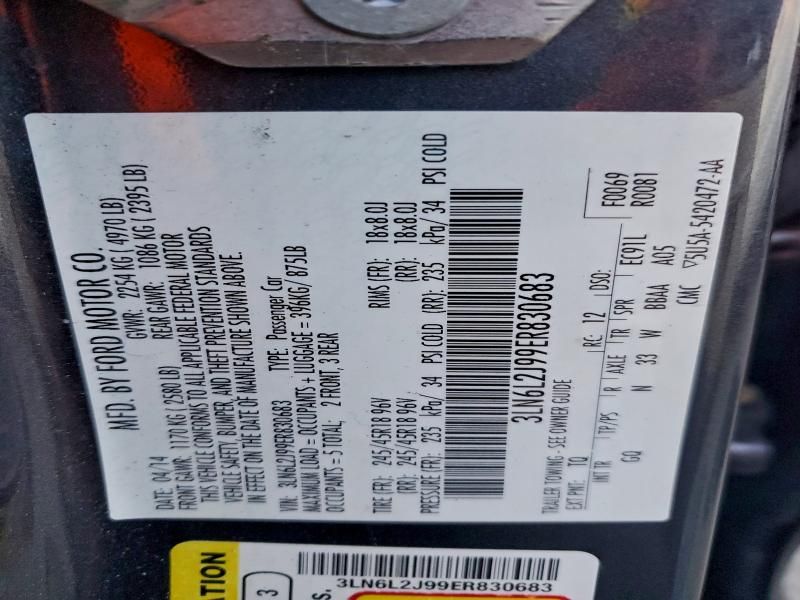 MFD. BY FORD MOTOR CO.
DATE: 04/14 GVWR: 2254 KG ( 4970 LB)
FRONT GAWR: 1170 KG ( 2580 LB) REAR GAWR: 1086 KG ( 2395 LB)
THIS VEHICLE CONFORMS TO ALL APPLICABLE FEDERAL MOTOR
VEHICLE SAFETY, BUMPER, AND THEFT PREVENTION STANDARDS
IN EFFECT ON THE DATE OF MANUFACTURE SHOWN ABOVE.
VIN: 3LN6L2J99ER830683 TYPE: Passenger Car
MAXIMUM LOAD = OCCUPANTS + LUGGAGE = 396KG/ 875LB
OCCUPANTS = 5 TOTAL; 2 FRONT, 3 REAR
TIRE (FR): 245/45R18 96V RIMS (FR): 18x8.0J
(RR): 245/45R18 96V (RR): 18x8.0J
PRESSURE (FR): 235 kPa/ 34 PSI COLD (RR): 235 kPa/ 34 PSI COLD
3LN6L2J99ER830683
TRAILER TOWING - SEE OWNER GUIDE
EXT PNT: TQ RC: 12 DSO: F0069
R0081
INT TR TP/PS R AXLE TR SPR EC91L
GQ N 33 W BBAA A05
CMC ▽5U5A-5420472-AA
3LN6L2J99ER830683